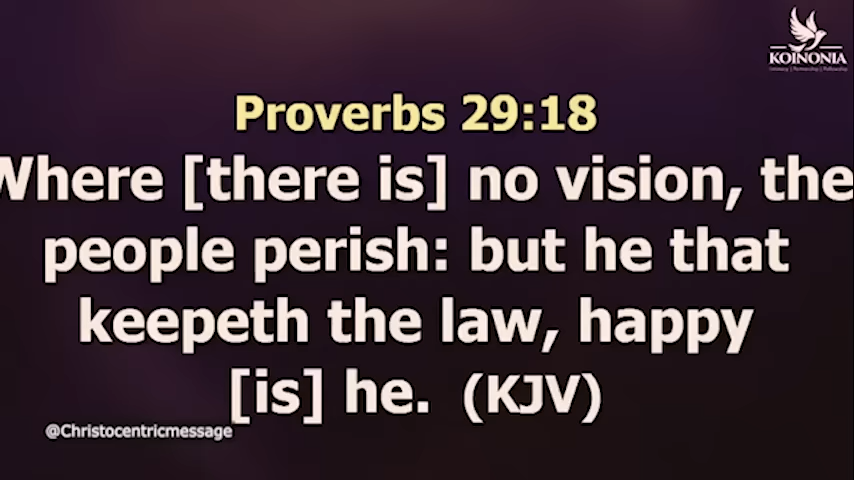 KOINONIA
Proverbs 29:18
Where [there is] no vision, the
people perish: but he that
keepeth the law, happy
[is] he. (KJV)
@Christocentricmessage